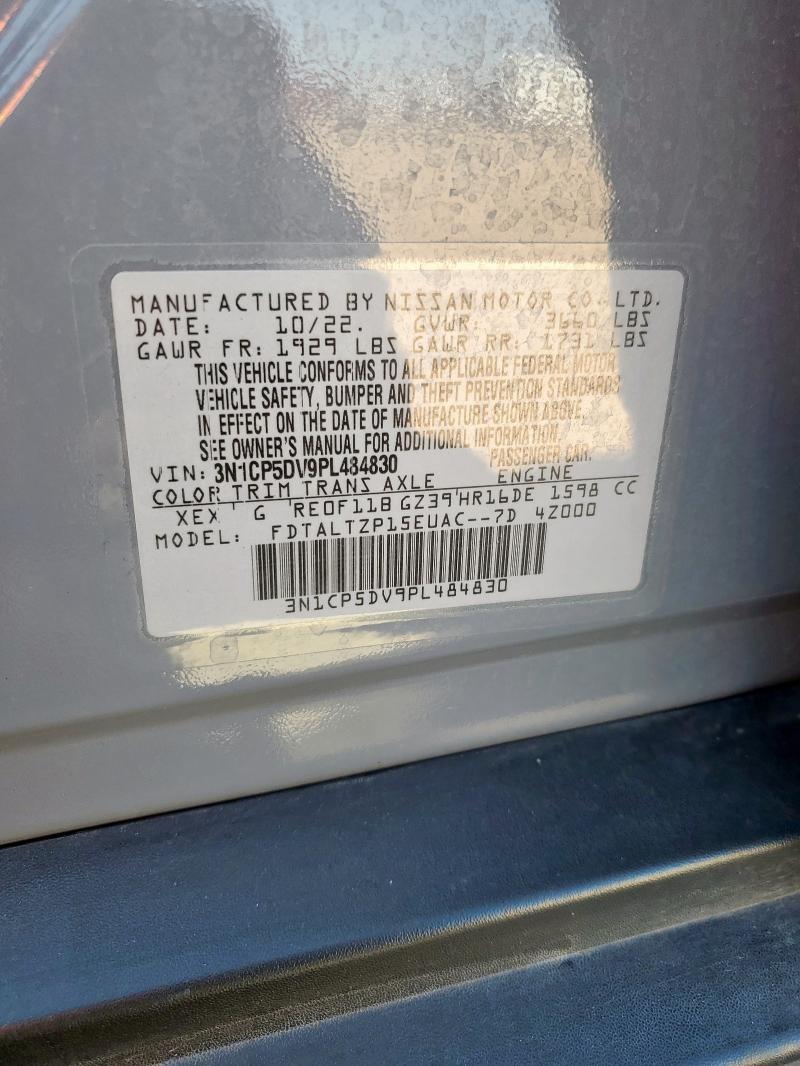 MANUFACTURED BY NISSAN MOTOR CO., LTD.
DATE: 10/22. GVWR: 3660 LBS
GAWR FR: 1929 LBS GAWR RR: 1731 LBS
THIS VEHICLE CONFORMS TO ALL APPLICABLE FEDERAL MOTOR
VEHICLE SAFETY, BUMPER AND THEFT PREVENTION STANDARDS
IN EFFECT ON THE DATE OF MANUFACTURE SHOWN ABOVE.
SEE OWNER'S MANUAL FOR ADDITIONAL INFORMATION.
VIN: 3N1CP5DV9PL484830 PASSENGER CAR.
COLOR TRIM TRANS AXLE ENGINE
XEX G RE0F11B GZ39 HR16DE 1598 CC
MODEL: FDTALTZP15EUAC--7D 4Z000
3N1CP5DV9PL484830